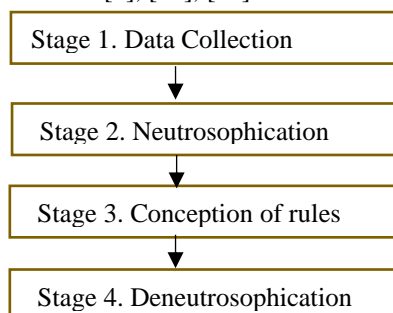 Stage 1. Data Collection
Stage 2. Neutrosophication
Stage 3. Conception of rules
Stage 4. Deneutrosophication